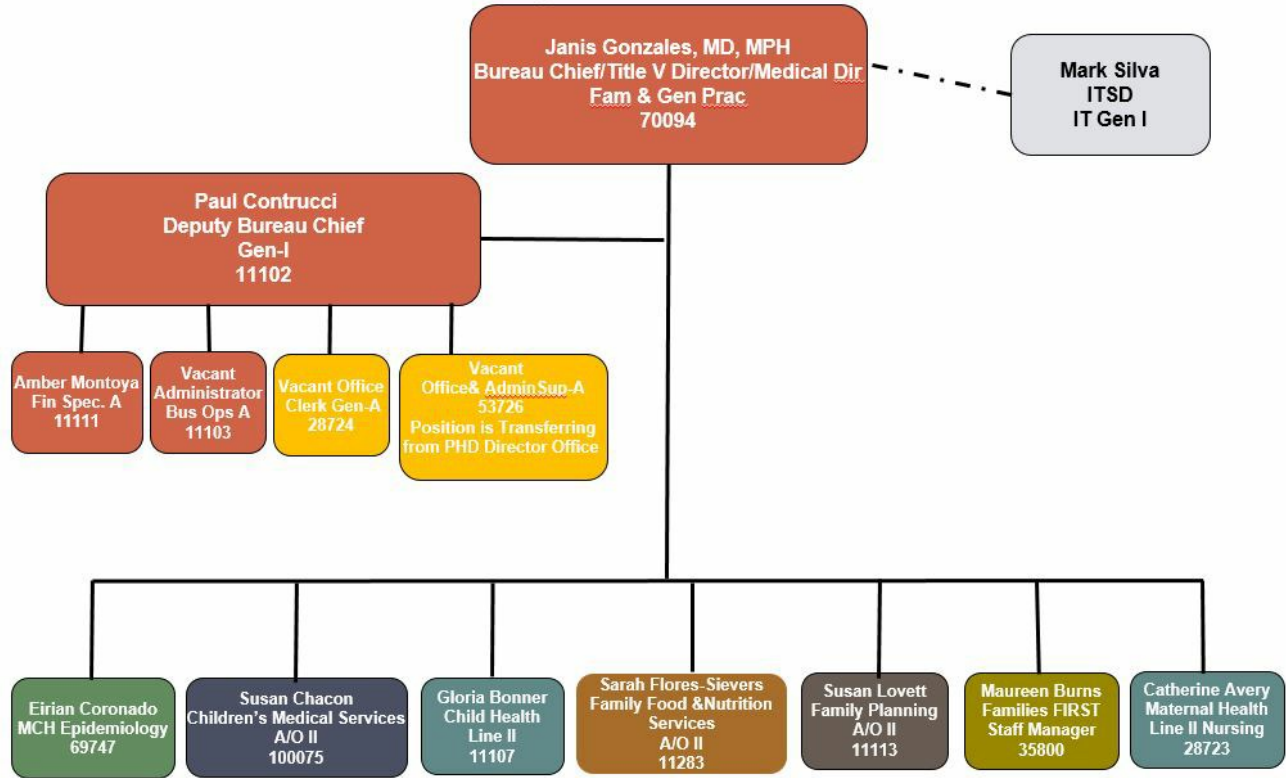 Janis Gonzales, MD, MPH
Bureau Chief/Title V Director/Medical Dir
Fam & Gen Prac
70094
Mark Silva
ITSD
IT Gen I
Paul Contrucci
Deputy Bureau Chief
Gen-I
11102
Amber Montoya
Fin Spec. A
11111
Vacant
Administrator
Bus Ops A
11103
Vacant Office
Clerk Gen-A
28724
Vacant
Office& AdminSup-A
53726
Position is Transferring
from PHD Director Office
Eirian Coronado
MCH Epidemiology
69747
Susan Chacon
Children's Medical Services
A/O II
100075
Gloria Bonner
Child Health
Line II
11107
Sarah Flores-Sievers
Family Food &Nutrition
Services
A/O II
11283
Susan Lovett
Family Planning
A/O II
11113
Maureen Burns
Families FIRST
Staff Manager
35800
Catherine Avery
Maternal Health
Line II Nursing
28723